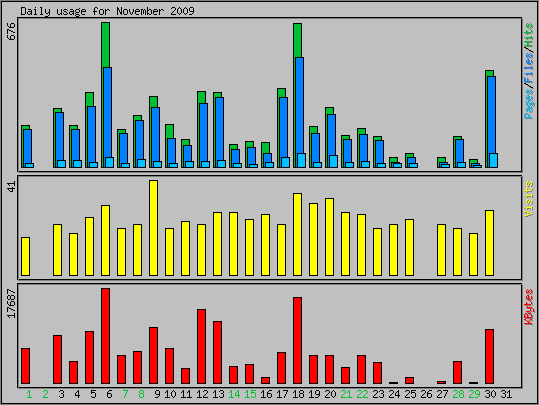 Daily usage for November 2009
676
Pages/Files/Hits
41
Visits
17687
KBytes
1 2 3 4 5 6 7 8 9 10 11 12 13 14 15 16 17 18 19 20 21 22 23 24 25 26 27 28 29 30 31